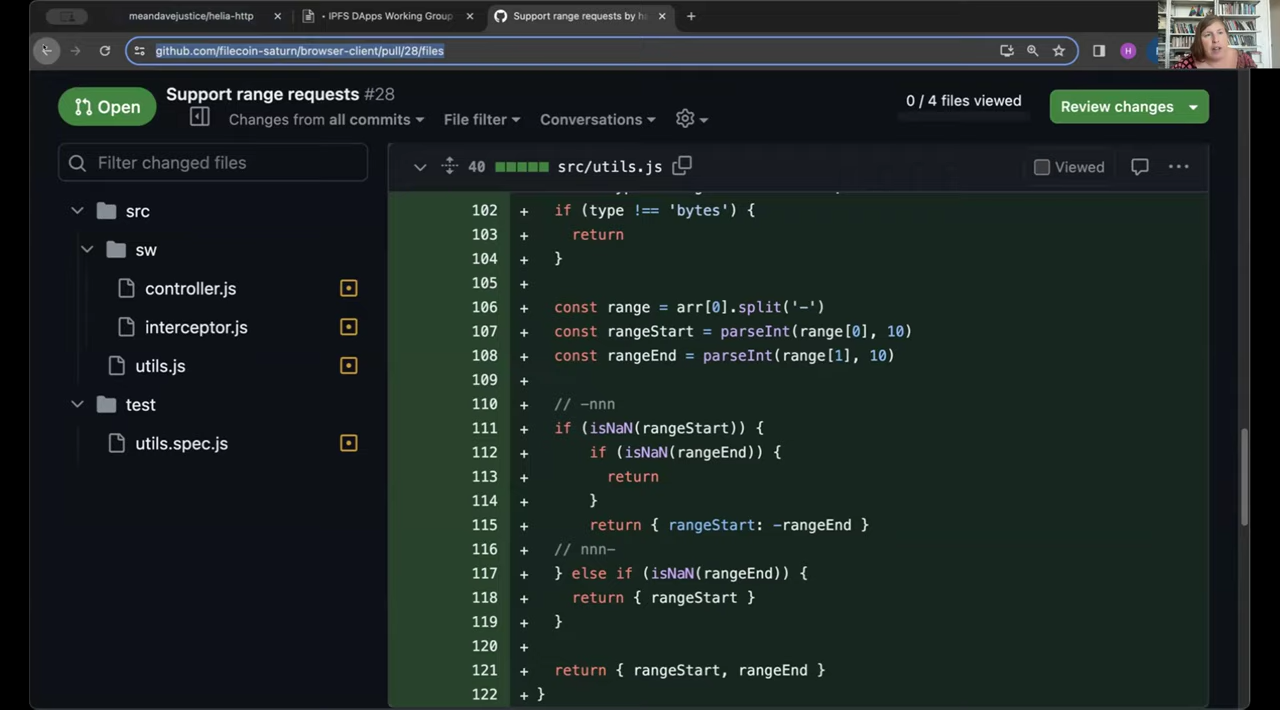 meandavejustice/helia-http
· IPFS DApps Working Group
Support range requests by h
github.com/filecoin-saturn/browser-client/pull/28/files
H
Open
Support range requests #28
Changes from all commits
File filter
Conversations
0 / 4 files viewed
Review changes
Filter changed files
src
sw
controller.js
interceptor.js
utils.js
test
utils.spec.js
40
src/utils.js
Viewed
102 + if (type !== 'bytes') {
103 + return
104 + }
105 +
106 + const range = arr[0].split('-')
107 + const rangeStart = parseInt(range[0], 10)
108 + const rangeEnd = parseInt(range[1], 10)
109 +
110 + // -nnn
111 + if (isNaN(rangeStart)) {
112 + if (isNaN(rangeEnd)) {
113 + return
114 + }
115 + return { rangeStart: -rangeEnd }
116 + // nnn-
117 + } else if (isNaN(rangeEnd)) {
118 + return { rangeStart }
119 + }
120 +
121 + return { rangeStart, rangeEnd }
122 + }